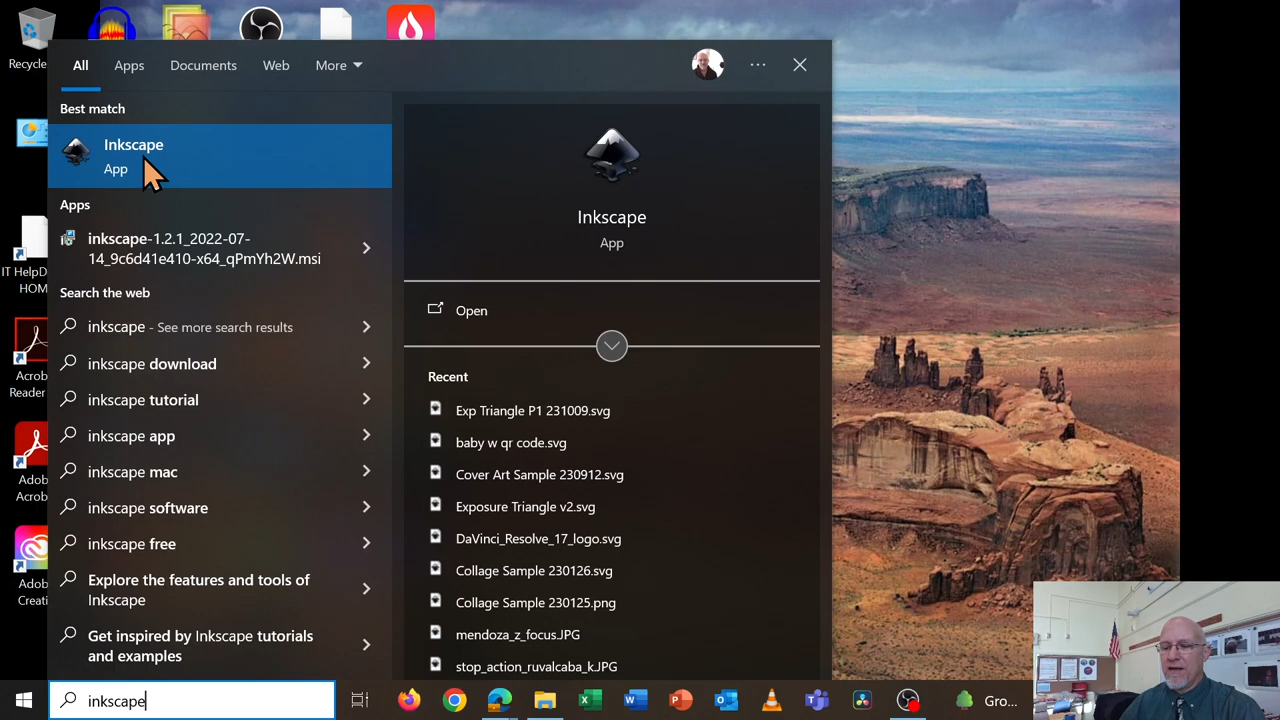 Recycle
All
Apps
Documents
Web
More
Best match
Inkscape
App
Apps
inkscape-1.2.1_2022-07-
14_9c6d41e410-x64_qPmYh2W.msi
Search the web
inkscape - See more search results
inkscape download
inkscape tutorial
inkscape app
inkscape mac
inkscape software
inkscape free
Explore the features and tools of
Inkscape
Get inspired by Inkscape tutorials
and examples
Inkscape
App
Open
Recent
Exp Triangle P1 231009.svg
baby w qr code.svg
Cover Art Sample 230912.svg
Exposure Triangle v2.svg
DaVinci_Resolve_17_logo.svg
Collage Sample 230126.svg
Collage Sample 230125.png
mendoza_z_focus.JPG
stop_action_ruvalcaba_k.JPG
IT HelpD
HOM
Acro
Reader
Ado
Acro
Ado
Creati
inkscape
Gro...